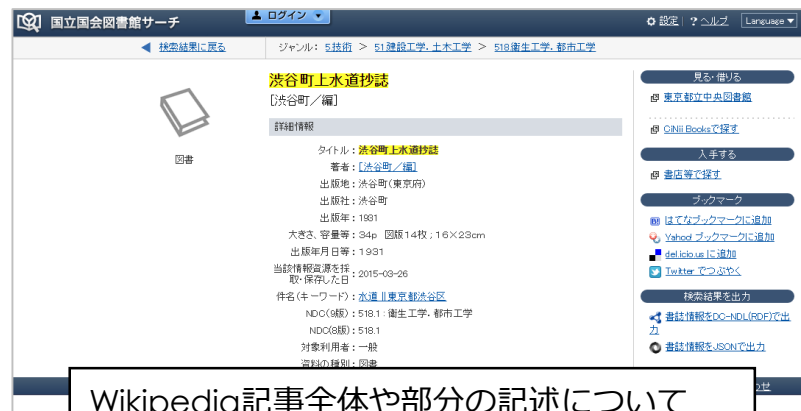 国立国会図書館サーチ
ログイン ▼
設定 | ? ヘルプ Language▼
◀ 検索結果に戻る
ジャンル： 5技術 > 51建設工学. 土木工学 > 518衛生工学. 都市工学
図書
渋谷町上水道抄誌
[渋谷町／編]
詳細情報
タイトル：渋谷町上水道抄誌
著者：[渋谷町／編]
出版地：渋谷町(東京府)
出版社：渋谷町
出版年：1931
大きさ、容量等：34p 図版14枚 ; 16×23cm
出版年月日等：1931
当該情報資源を採
取・保存した日：2015-03-26
件名(キーワード)：水道∥東京都渋谷区
NDC(9版)：518.1 : 衛生工学. 都市工学
NDC(8版)：518.1
対象利用者：一般
資料の種別：図書
見る・借りる
東京都立中央図書館
CiNii Booksで探す
入手する
書店等で探す
ブックマーク
はてなブックマークに追加
Yahoo! ブックマークに追加
del.icio.us に追加
Twitter でつぶやく
検索結果を出力
書誌情報をDC-NDL(RDF)で出
力
書誌情報をJSONで出力
Wikipedia記事全体や部分の記述について